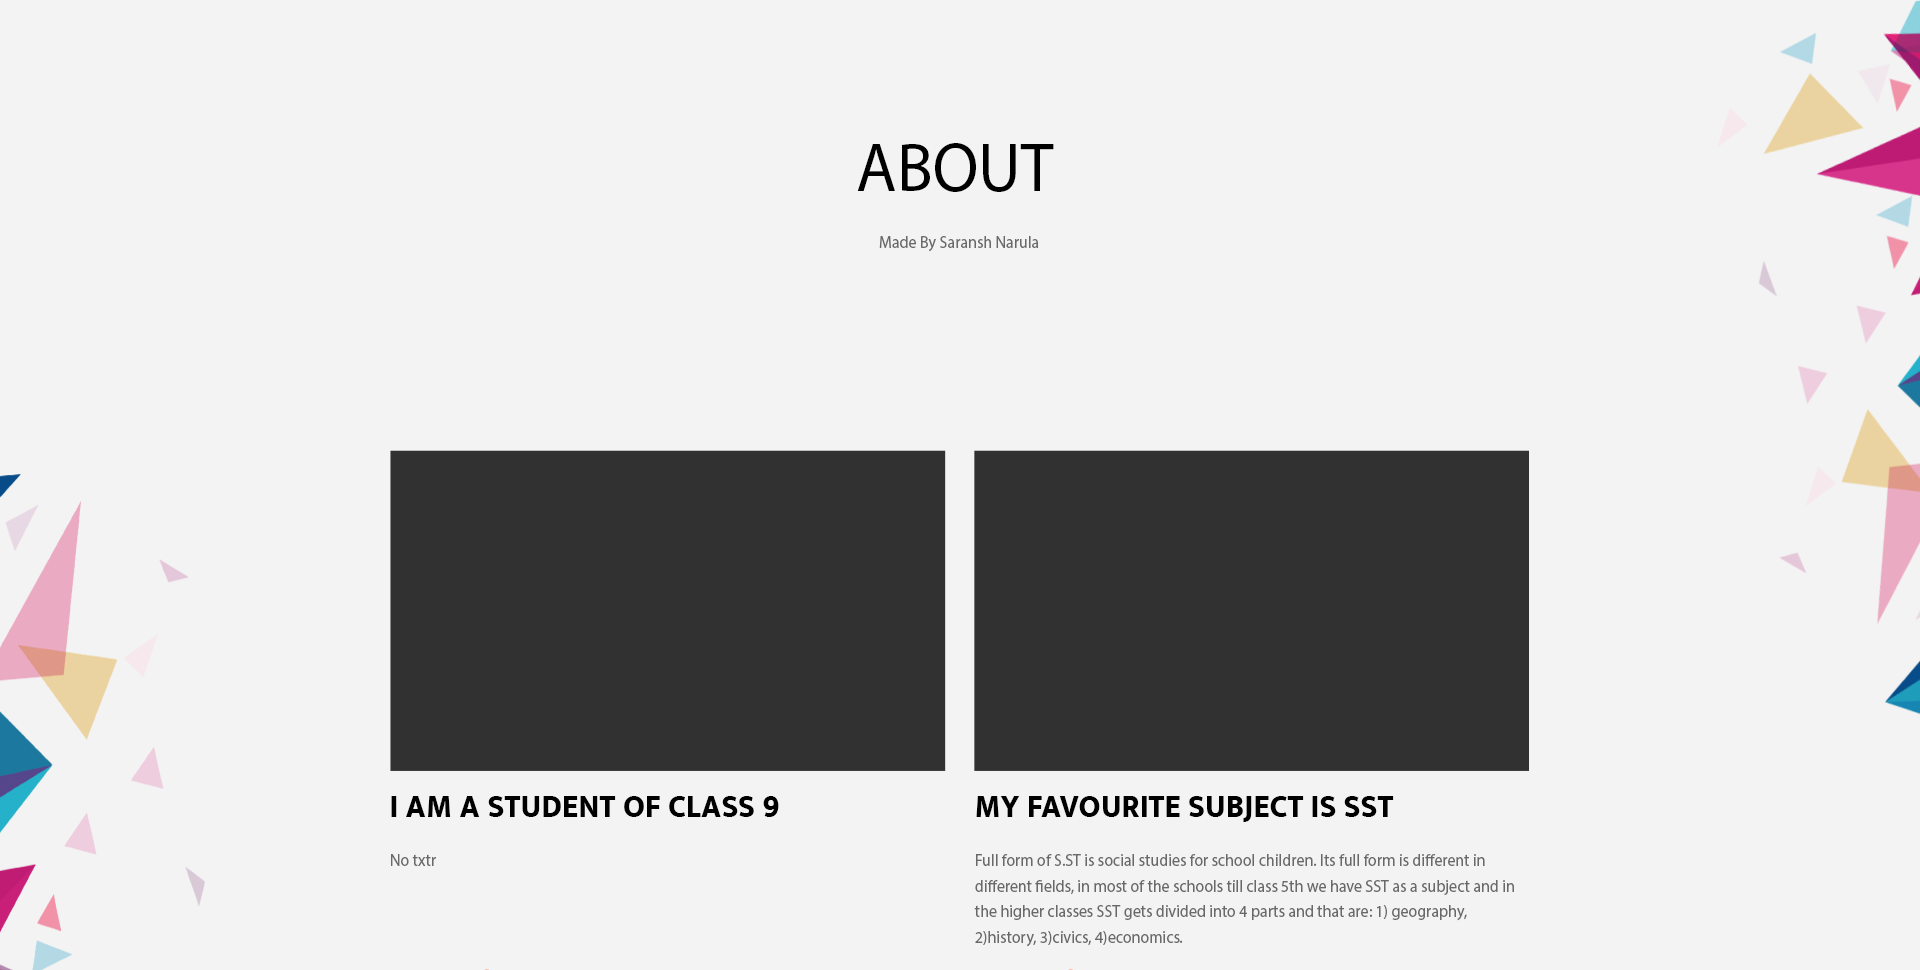 ABOUT
Made By Saransh Narula
I AM A STUDENT OF CLASS 9
No txtr
MY FAVOURITE SUBJECT IS SST
Full form of S.ST is social studies for school children. Its full form is different in
different fields, in most of the schools till class 5th we have SST as a subject and in
the higher classes SST gets divided into 4 parts and that are: 1) geography,
2)history, 3)civics, 4)economics.